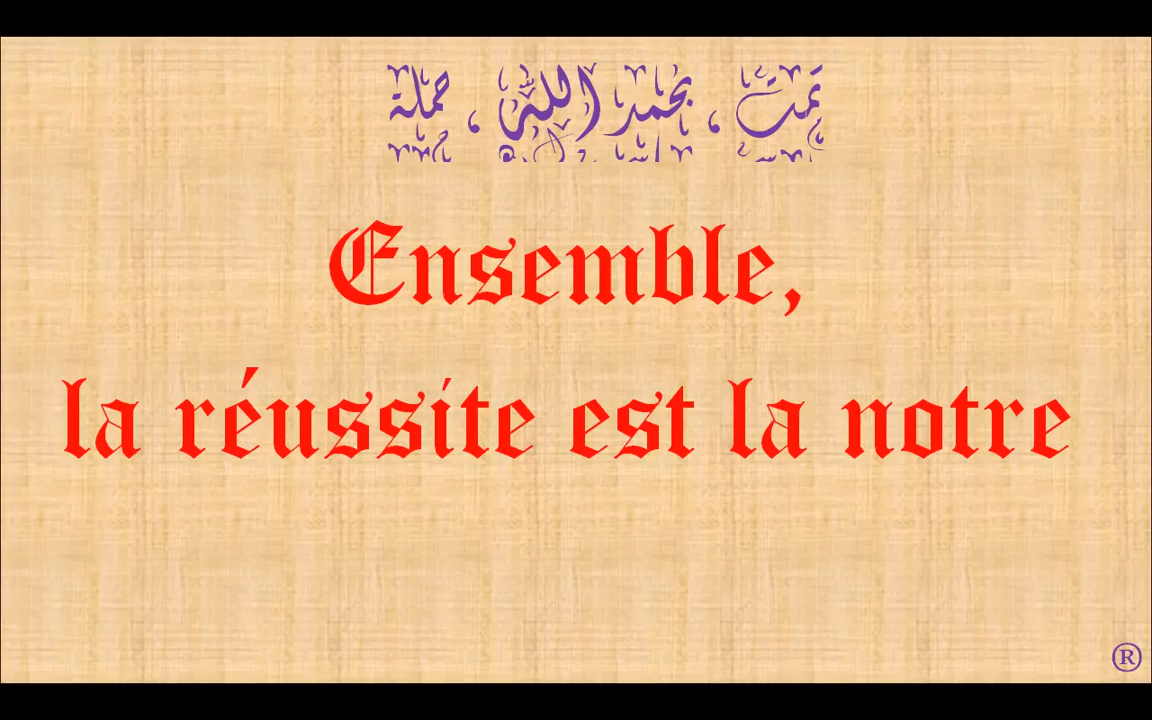 تمت ، بحمد الله ، حملة
Ensemble,
la réussite est la notre
®